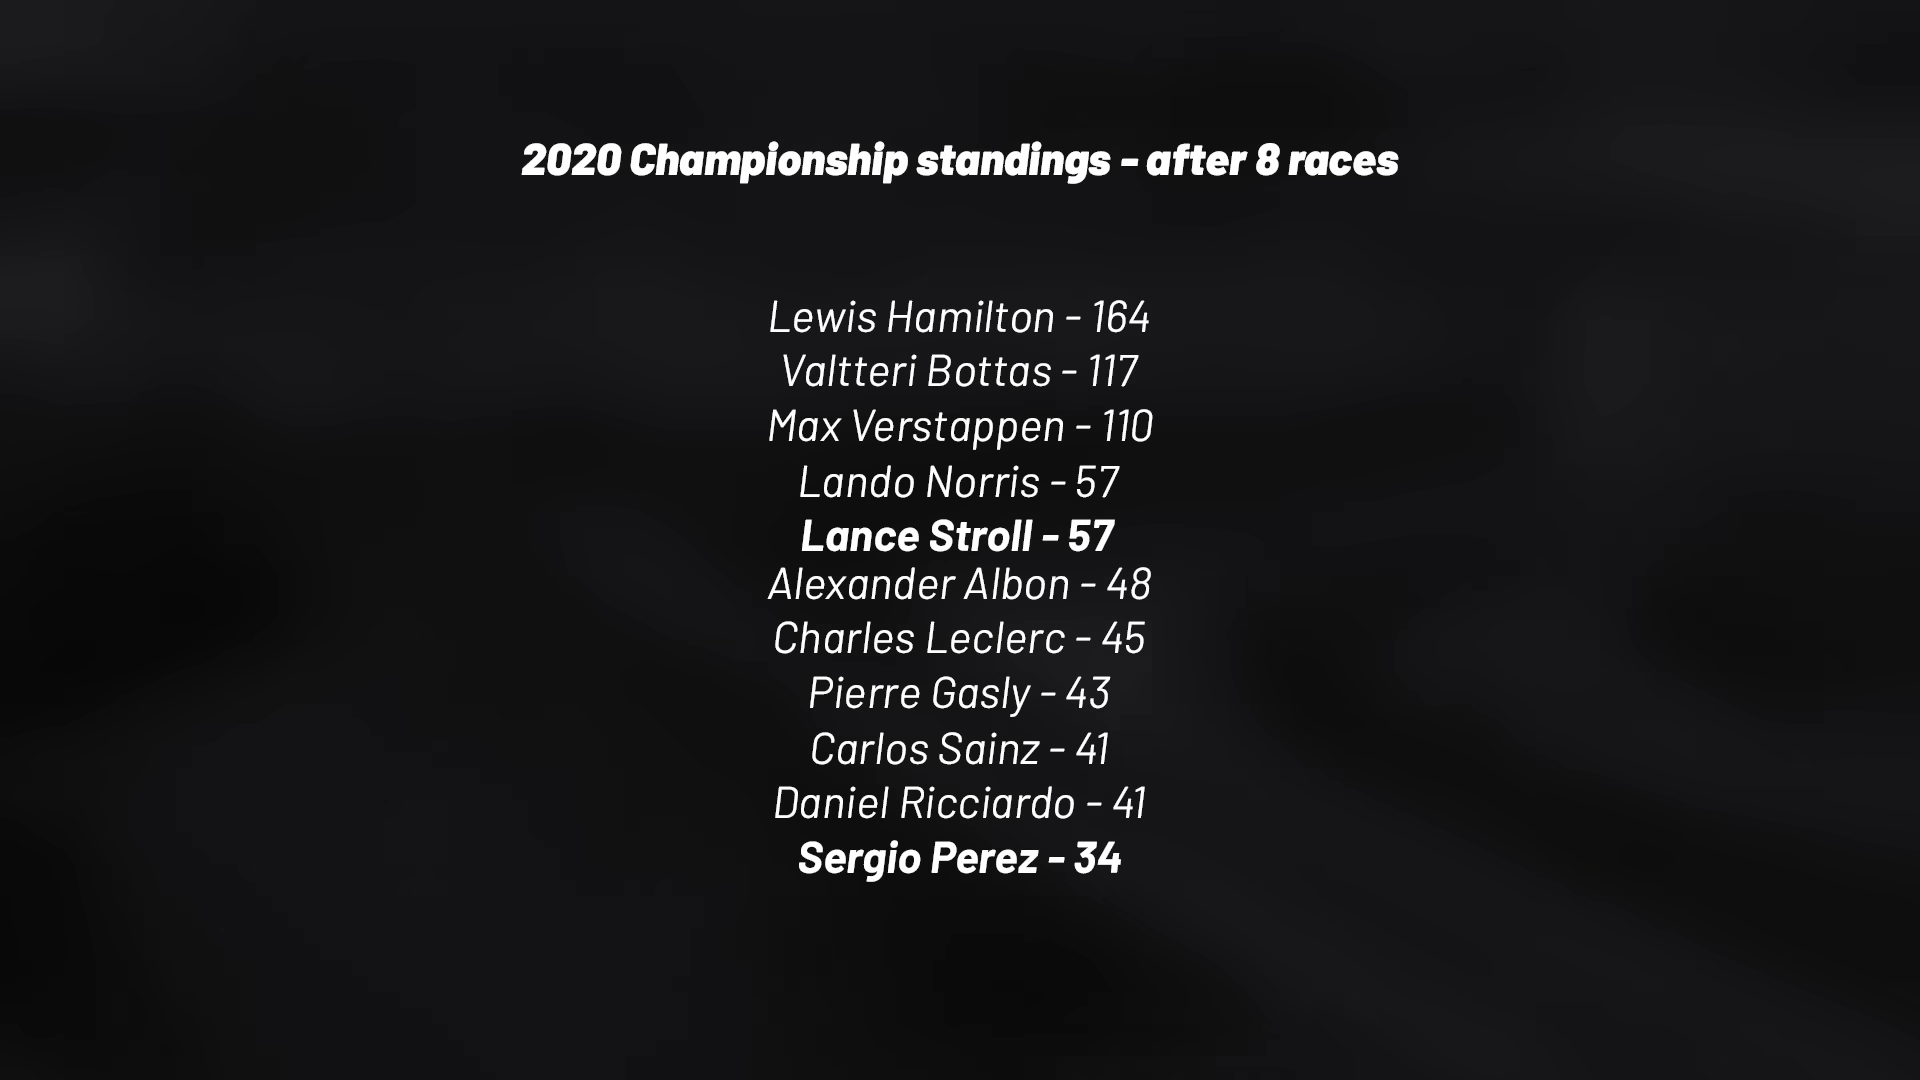 2020 Championship standings - after 8 races
Lewis Hamilton - 164
Valtteri Bottas - 117
Max Verstappen - 110
Lando Norris - 57
Lance Stroll - 57
Alexander Albon - 48
Charles Leclerc - 45
Pierre Gasly - 43
Carlos Sainz - 41
Daniel Ricciardo - 41
Sergio Perez - 34